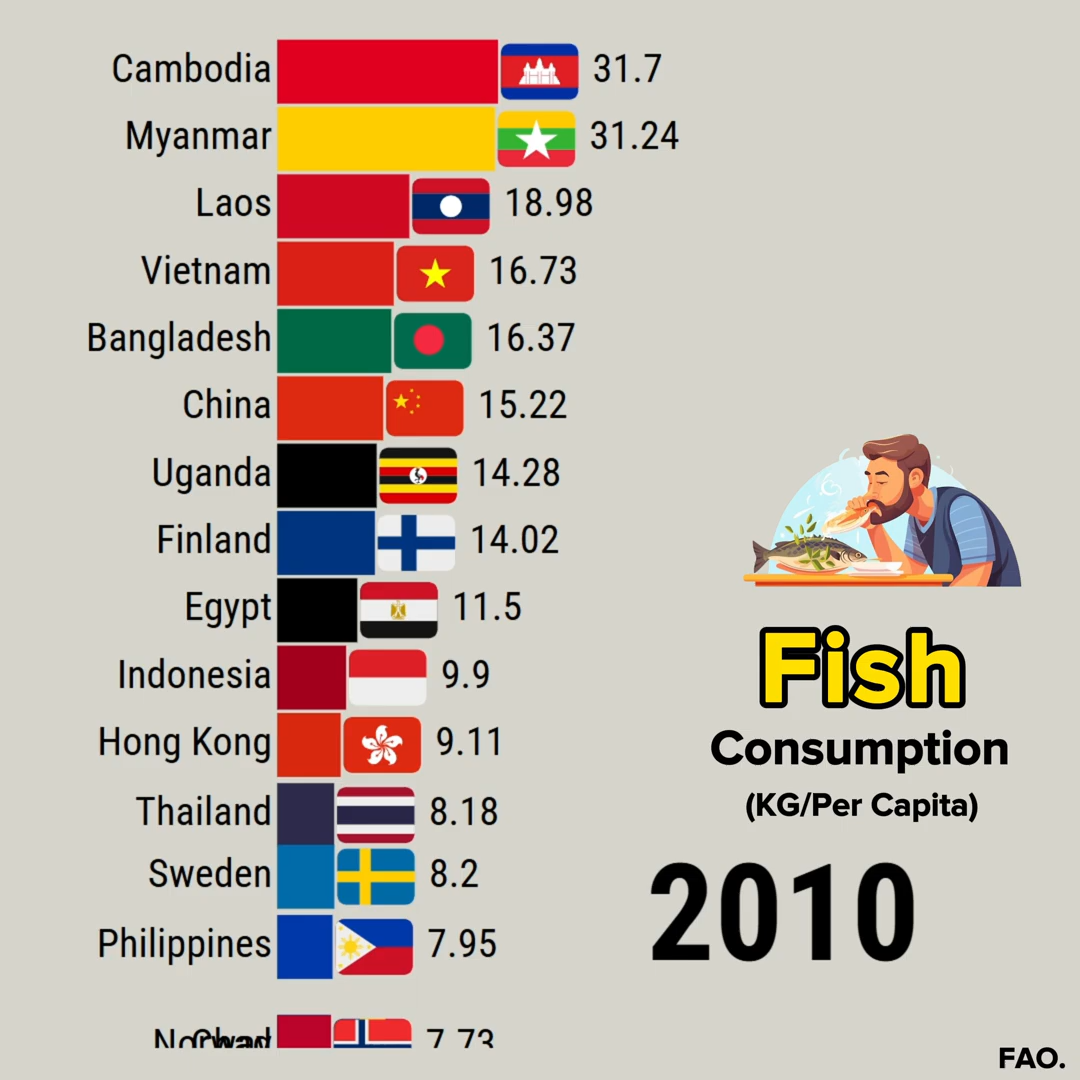 Cambodia 31.7
Myanmar 31.24
Laos 18.98
Vietnam 16.73
Bangladesh 16.37
China 15.22
Uganda 14.28
Finland 14.02
Egypt 11.5
Indonesia 9.9
Hong Kong 9.11
Thailand 8.18
Sweden 8.2
Philippines 7.95
7.73
Fish
Consumption
(KG/Per Capita)
2010
FAO.